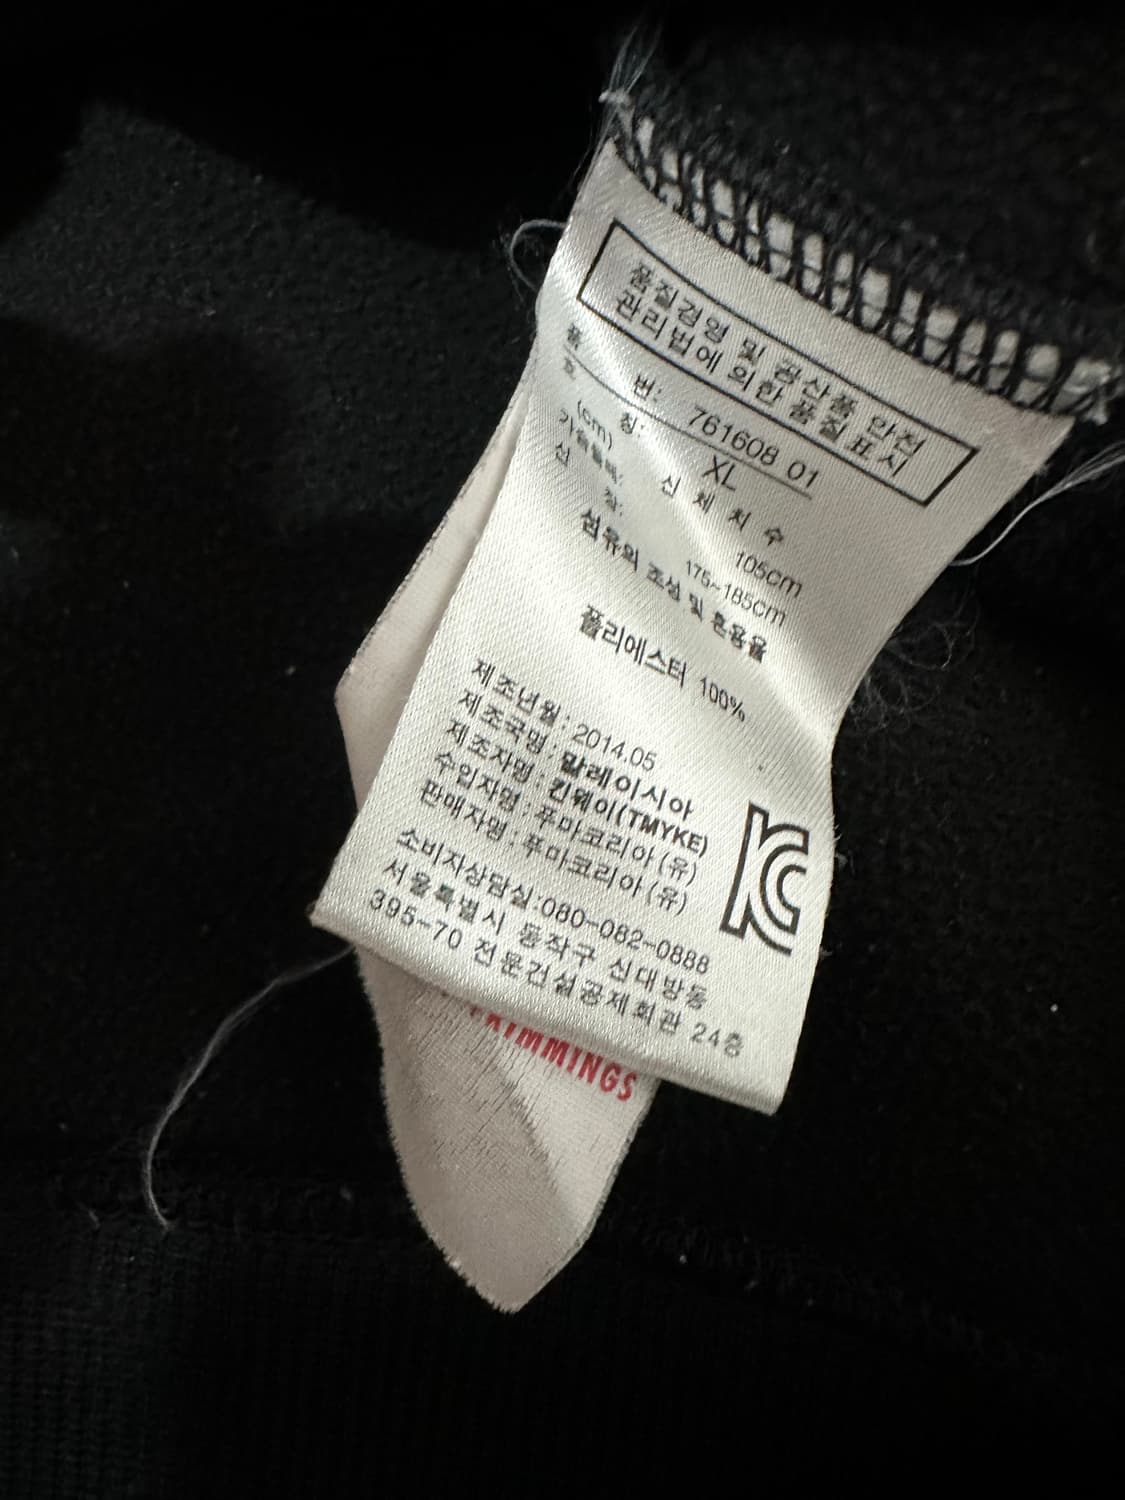 품질경영 및 공산품 안전
관리법에 의한 품질표시
품 번: 761608 01
호 칭: XL
(cm) 신 체 치 수
가슴둘레: 105cm
신 장: 175~185cm
섬유의 조성 및 혼용율
폴리에스터 100%
제조년월: 2014.05
제조국명: 말레이시아
제조자명: 킨웨이(TMYKE)
수입자명: 푸마코리아(유)
판매자명: 푸마코리아(유)
소비자상담실:080-082-0888
서울특별시 동작구 신대방동
395-70 전문건설공제회관 24층
KC
TRIMMINGS